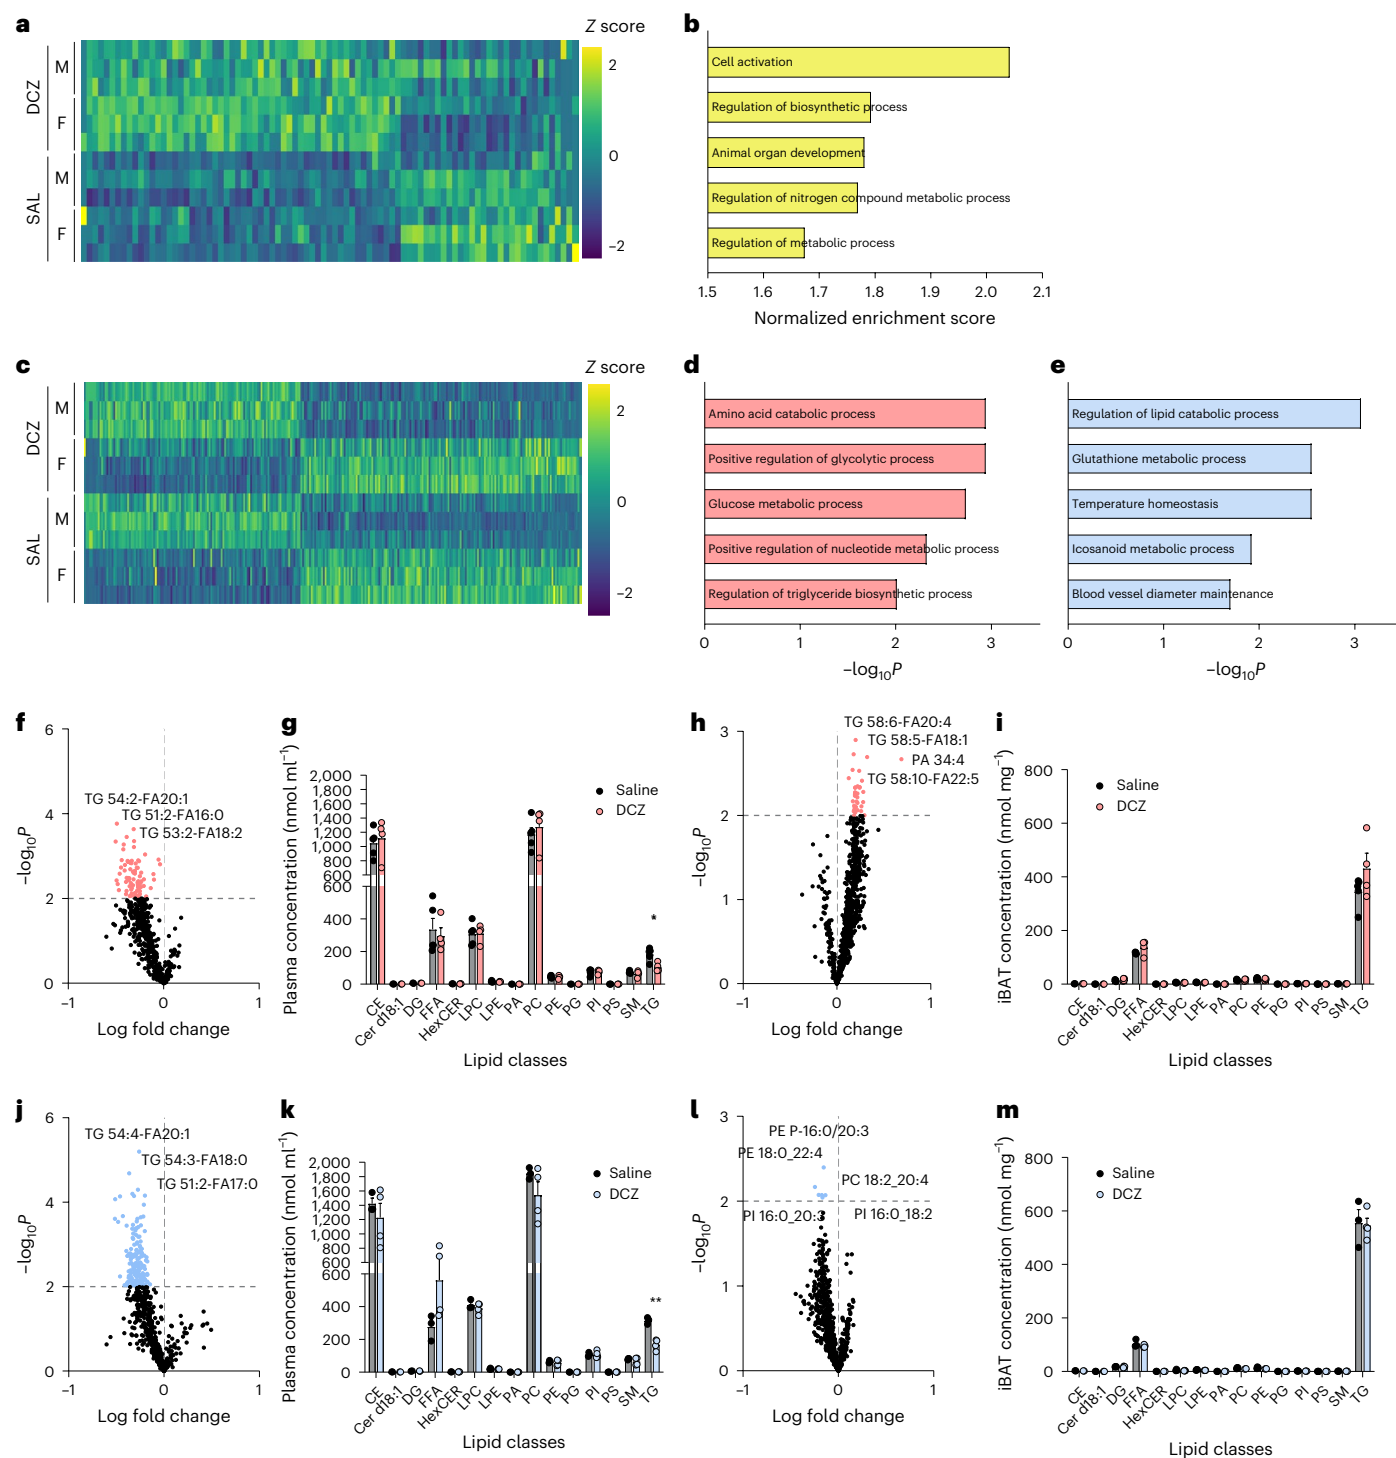 a
Z score
DCZ
SAL
M
F
M
F
2
0
–2
b
Cell activation
Regulation of biosynthetic process
Animal organ development
Regulation of nitrogen compound metabolic process
Regulation of metabolic process
1.5 1.6 1.7 1.8 1.9 2.0 2.1
Normalized enrichment score
c
Z score
DCZ
SAL
M
F
M
F
2
0
–2
d
Amino acid catabolic process
Positive regulation of glycolytic process
Glucose metabolic process
Positive regulation of nucleotide metabolic process
Regulation of triglyceride biosynthetic process
0 1 2 3
–log10P
e
Regulation of lipid catabolic process
Glutathione metabolic process
Temperature homeostasis
Icosanoid metabolic process
Blood vessel diameter maintenance
0 1 2 3
–log10P
f
6
4
2
0
–log10P
TG 54:2-FA20:1
TG 51:2-FA16:0
TG 53:2-FA18:2
–1 0 1
Log fold change
g
Plasma concentration (nmol ml−1)
2,000
1,800
1,600
1,400
1,200
1,000
800
600
400
200
0
Saline
DCZ
*
CE Cer d18:1 DG FFA HexCER LPC LPE PA PC PE PG PI PS SM TG
Lipid classes
h
3
2
1
0
–log10P
TG 58:6-FA20:4
TG 58:5-FA18:1
PA 34:4
TG 58:10-FA22:5
–1 0 1
Log fold change
i
iBAT concentration (nmol mg−1)
800
600
400
200
0
Saline
DCZ
CE Cer d18:1 DG FFA HexCER LPC LPE PA PC PE PG PI PS SM TG
Lipid classes
j
6
4
2
0
–log10P
TG 54:4-FA20:1
TG 54:3-FA18:0
TG 51:2-FA17:0
–1 0 1
Log fold change
k
Plasma concentration (nmol ml−1)
2,000
1,800
1,600
1,400
1,200
1,000
800
600
600
400
200
0
Saline
DCZ
**
CE Cer d18:1 DG FFA HexCER LPC LPE PA PC PE PG PI PS SM TG
Lipid classes
l
3
2
1
0
–log10P
PE P-16:0/20:3
PE 18:0_22:4
PC 18:2_20:4
PI 16:0_20:3
PI 16:0_18:2
–1 0 1
Log fold change
m
iBAT concentration (nmol mg−1)
800
600
400
200
0
Saline
DCZ
CE Cer d18:1 DG FFA HexCER LPC LPE PA PC PE PG PI PS SM TG
Lipid classes